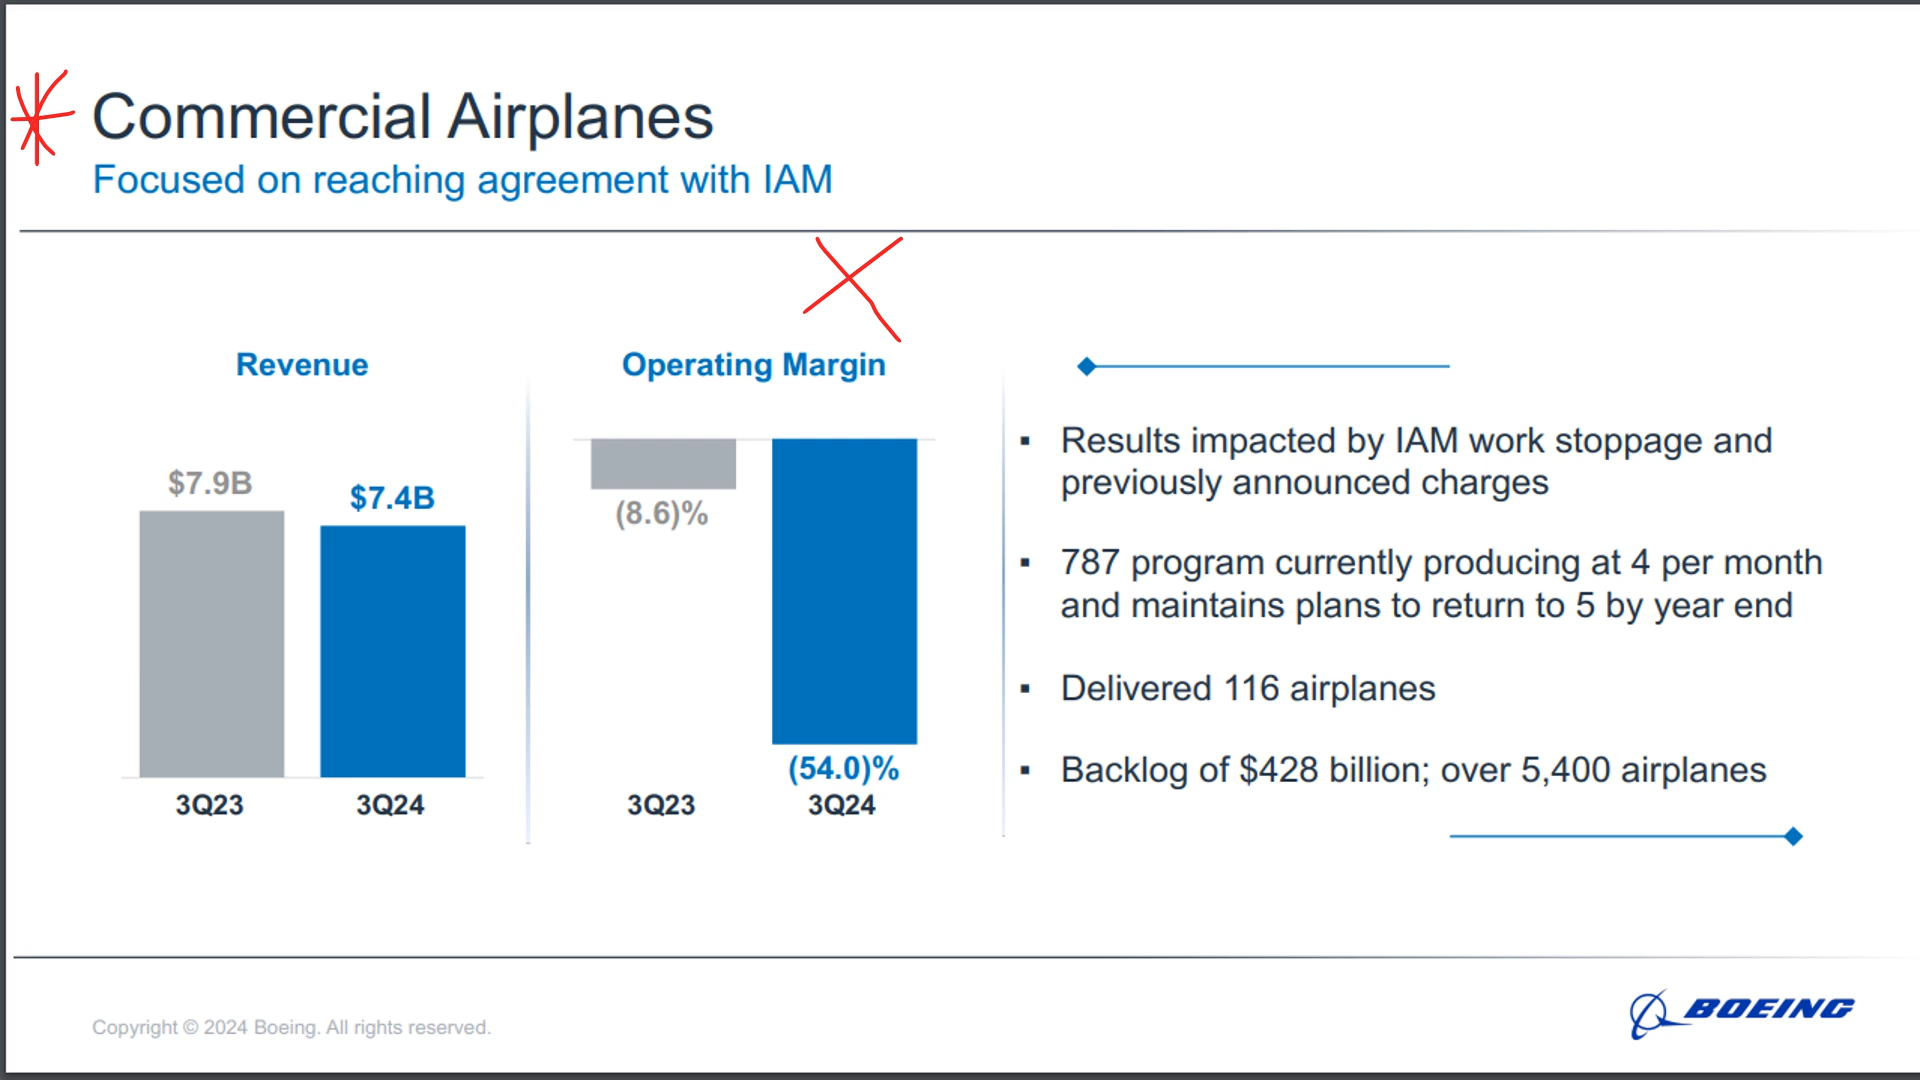 Commercial Airplanes
Focused on reaching agreement with IAM
Revenue
$7.9B
$7.4B
3Q23
3Q24
Operating Margin
(8.6)%
(54.0)%
3Q23
3Q24
▪ Results impacted by IAM work stoppage and
previously announced charges
▪ 787 program currently producing at 4 per month
and maintains plans to return to 5 by year end
▪ Delivered 116 airplanes
▪ Backlog of $428 billion; over 5,400 airplanes
Copyright © 2024 Boeing. All rights reserved.
BOEING